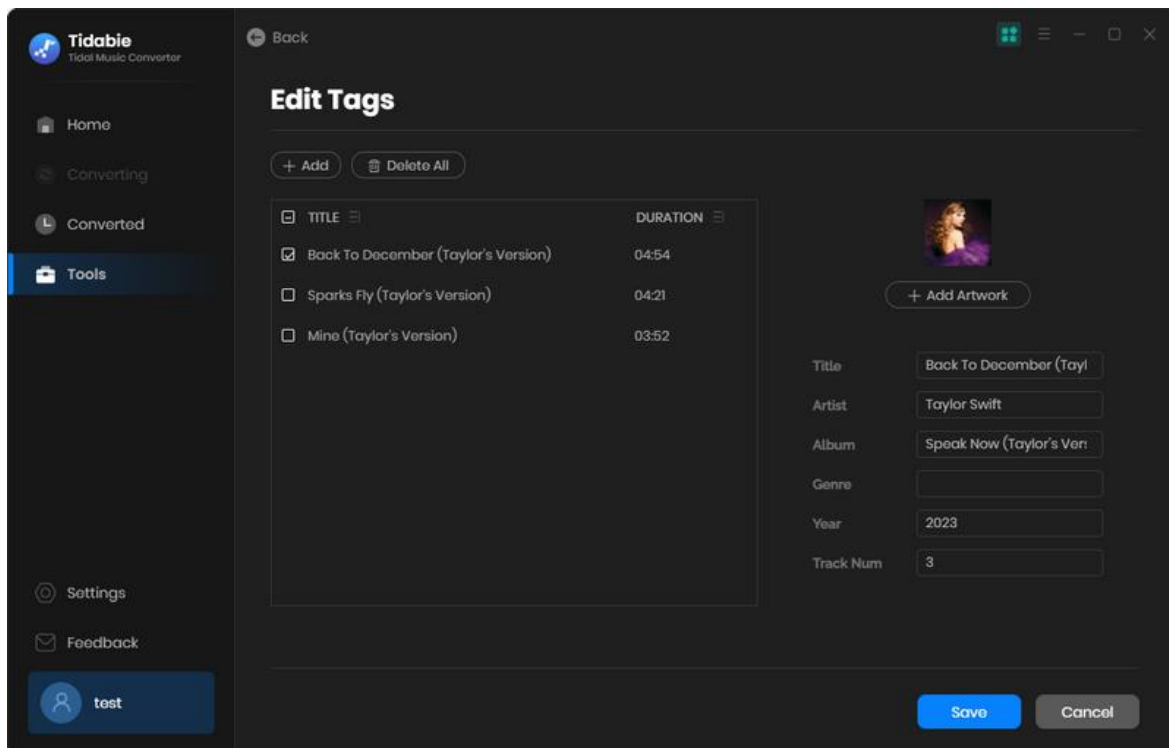 Tidabie
Tidal Music Converter
Back
Home
Converting
Converted
Tools
Settings
Feedback
test
Edit Tags
+ Add
Delete All
TITLE DURATION
Back To December (Taylor's Version) 04:54
Sparks Fly (Taylor's Version) 04:21
Mine (Taylor's Version) 03:52
+ Add Artwork
Title Back To December (Tayl
Artist Taylor Swift
Album Speak Now (Taylor's Ver
Genre
Year 2023
Track Num 3
Save
Cancel